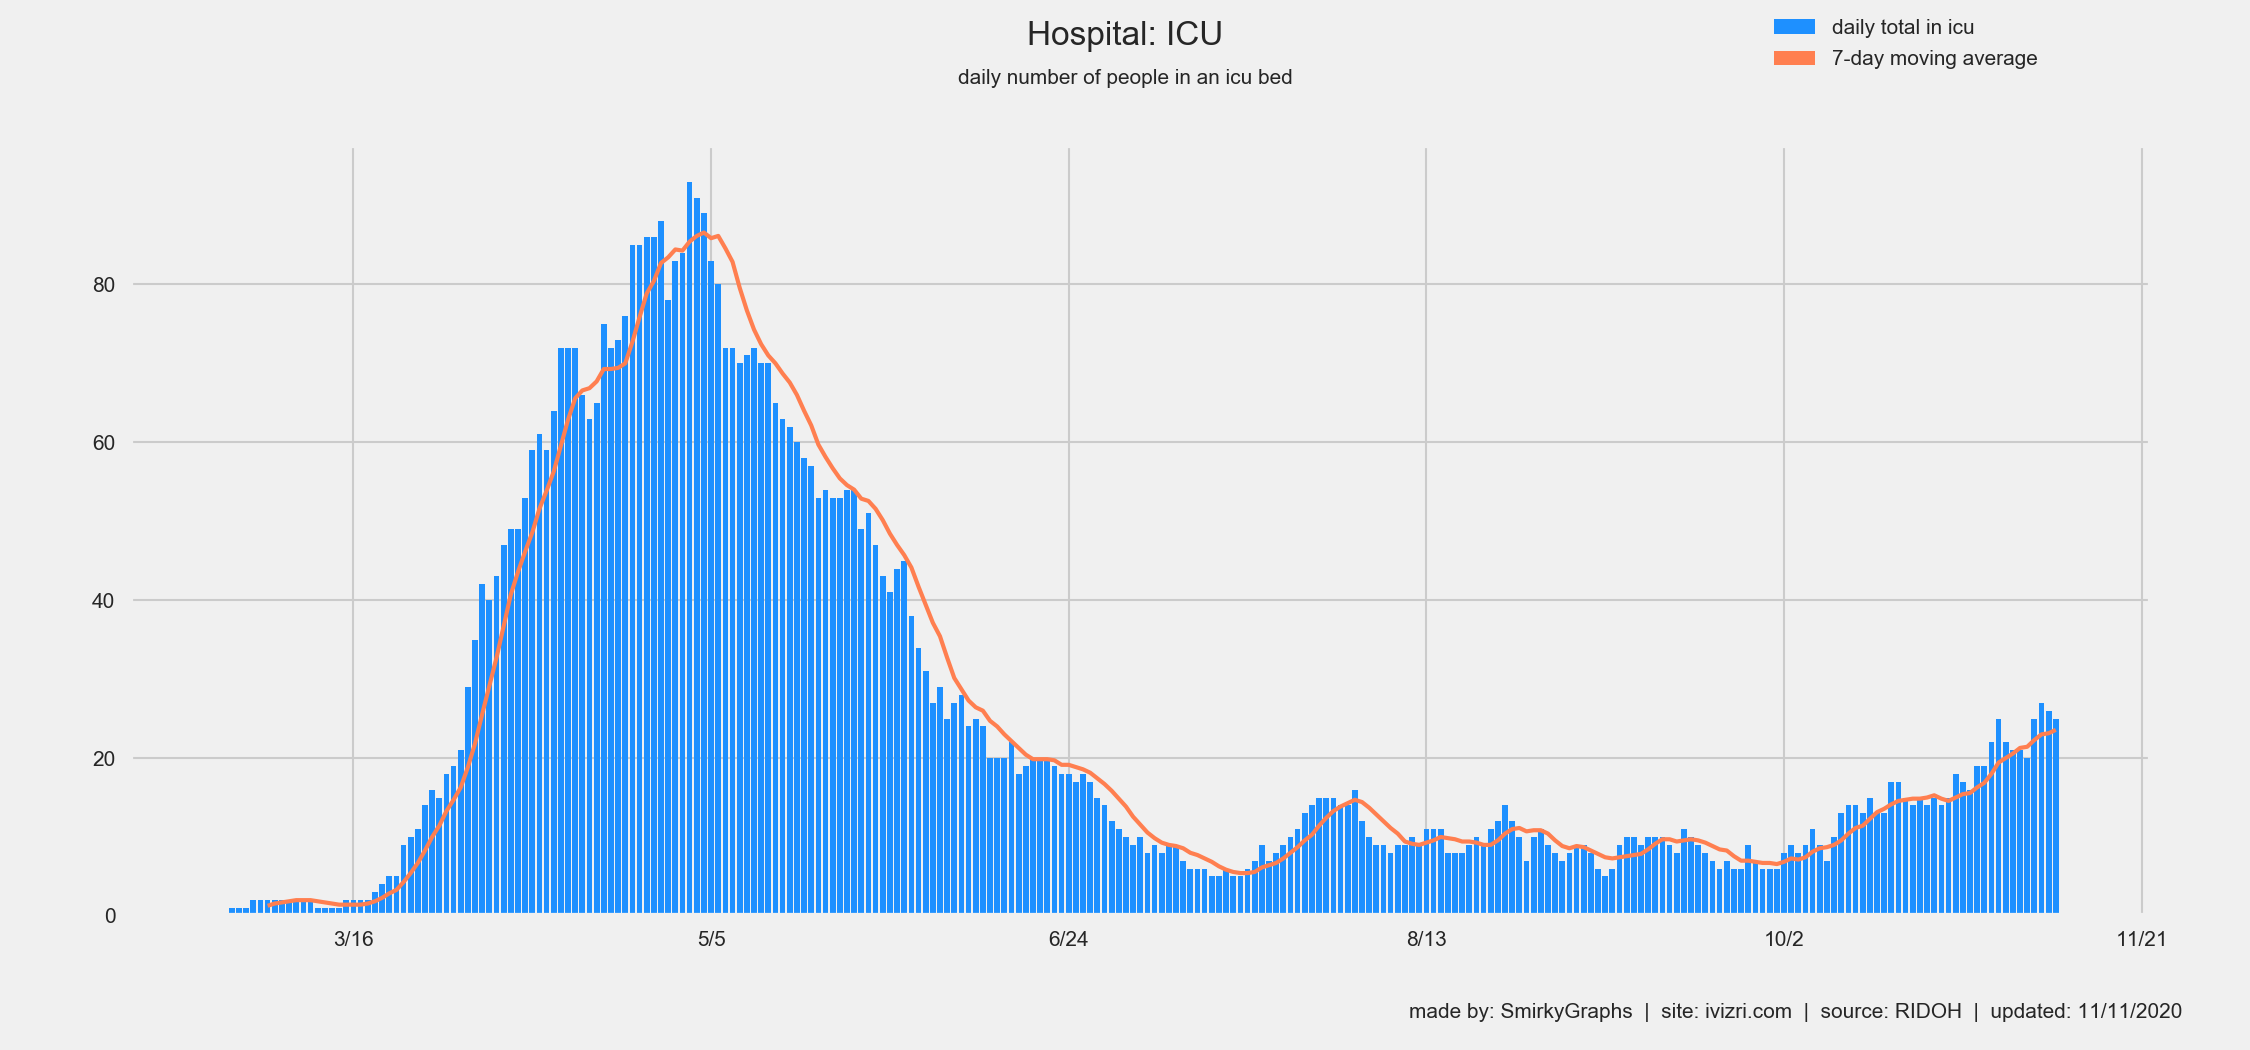 Hospital: ICU
daily number of people in an icu bed
daily total in icu
7-day moving average
80
60
40
20
0
3/16 5/5 6/24 8/13 10/2 11/21
made by: SmirkyGraphs | site: ivizri.com | source: RIDOH | updated: 11/11/2020